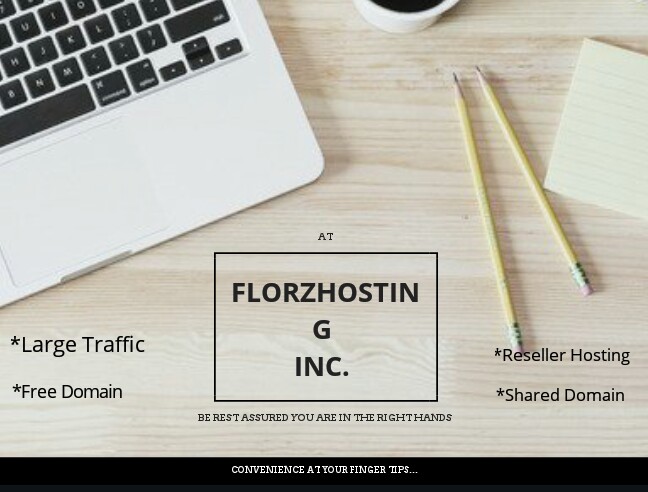 AT
FLORZHOSTIN
G
INC.
*Large Traffic
*Free Domain
*Reseller Hosting
*Shared Domain
BE REST ASSURED YOU ARE IN THE RIGHT HANDS
CONVENIENCE AT YOUR FINGER TIPS...